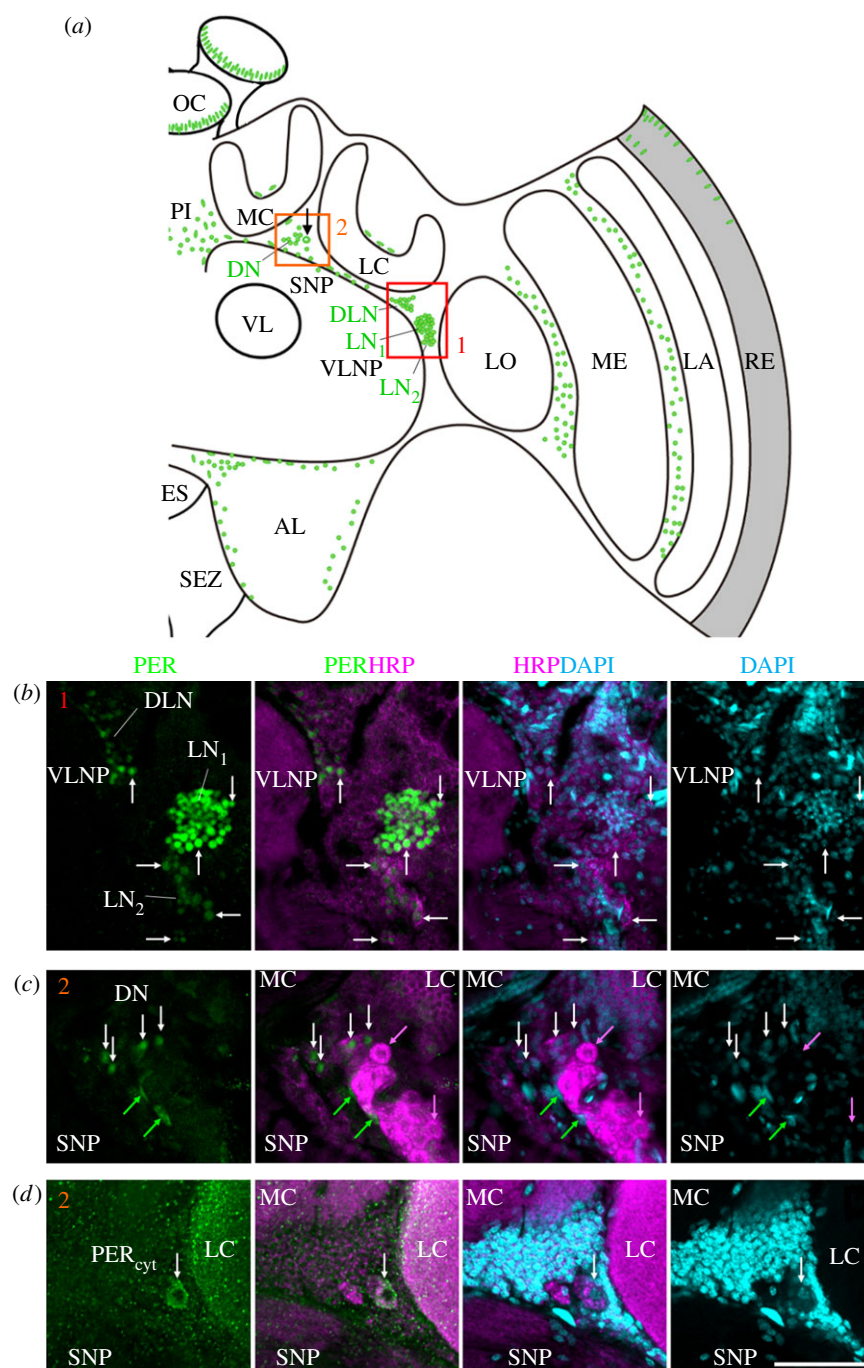 (a)
OC
PI
MC
2
DN
SNP
LC
DLN
VL
LN1
1
VLNP
LN2
LO
ME
LA
RE
ES
AL
SEZ
PER
PERHRP
HRPDAPI
DAPI
(b)
1
DLN
LN1
VLNP
LN2
VLNP
VLNP
VLNP
(c)
2
DN
SNP
MC
LC
SNP
MC
LC
SNP
MC
SNP
(d)
2
LC
PERcyt
SNP
MC
LC
SNP
MC
LC
SNP
MC
LC
SNP